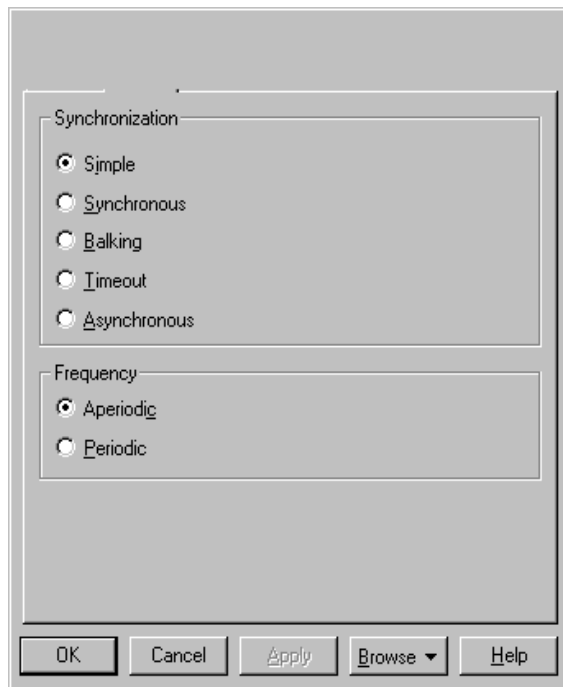 Synchronization
Simple
Synchronous
Balking
Timeout
Asynchronous
Frequency
Aperiodic
Periodic
OK Cancel Apply Browse Help